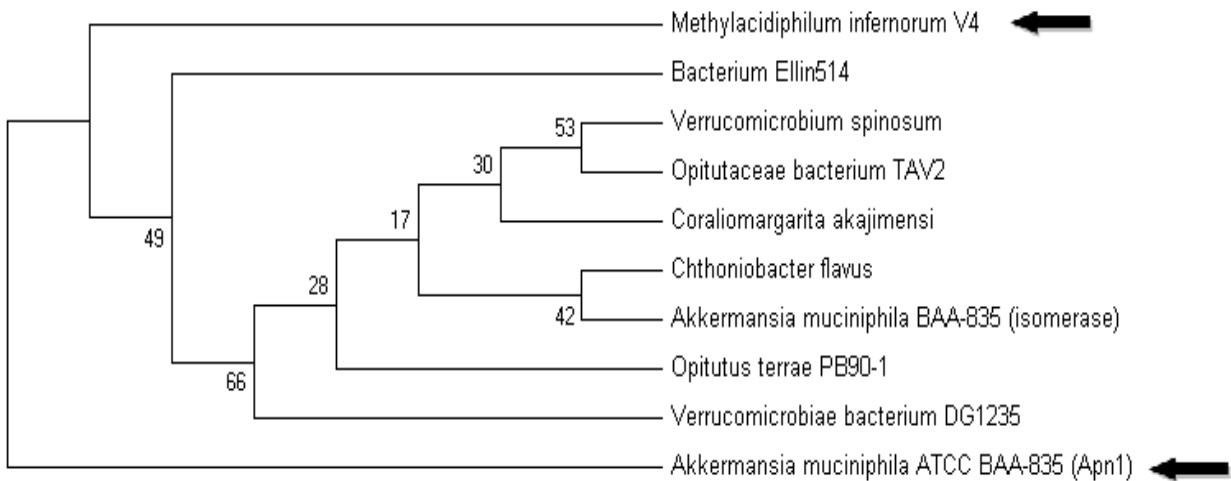 Methylacidiphilum infernorum V4
Bacterium Ellin514
53
Verrucomicrobium spinosum
30
Opitutaceae bacterium TAV2
17
Coraliomargarita akajimensi
49
28
Chthoniobacter flavus
42
Akkermansia muciniphila BAA-835 (isomerase)
66
Opitutus terrae PB90-1
Verrucomicrobiae bacterium DG1235
Akkermansia muciniphila ATCC BAA-835 (Apn1)